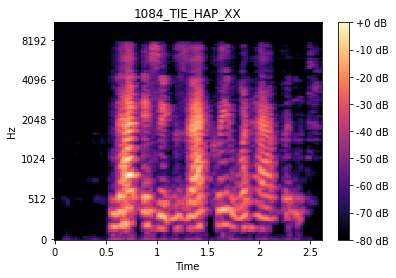 1084_TIE_HAP_XX
+0 dB
8192
-10 dB
4096
-20 dB
-30 dB
2048
-40 dB
Hz
1024
-50 dB
-60 dB
512
-70 dB
0
-80 dB
0 0.5 1 1.5 2 2.5
Time